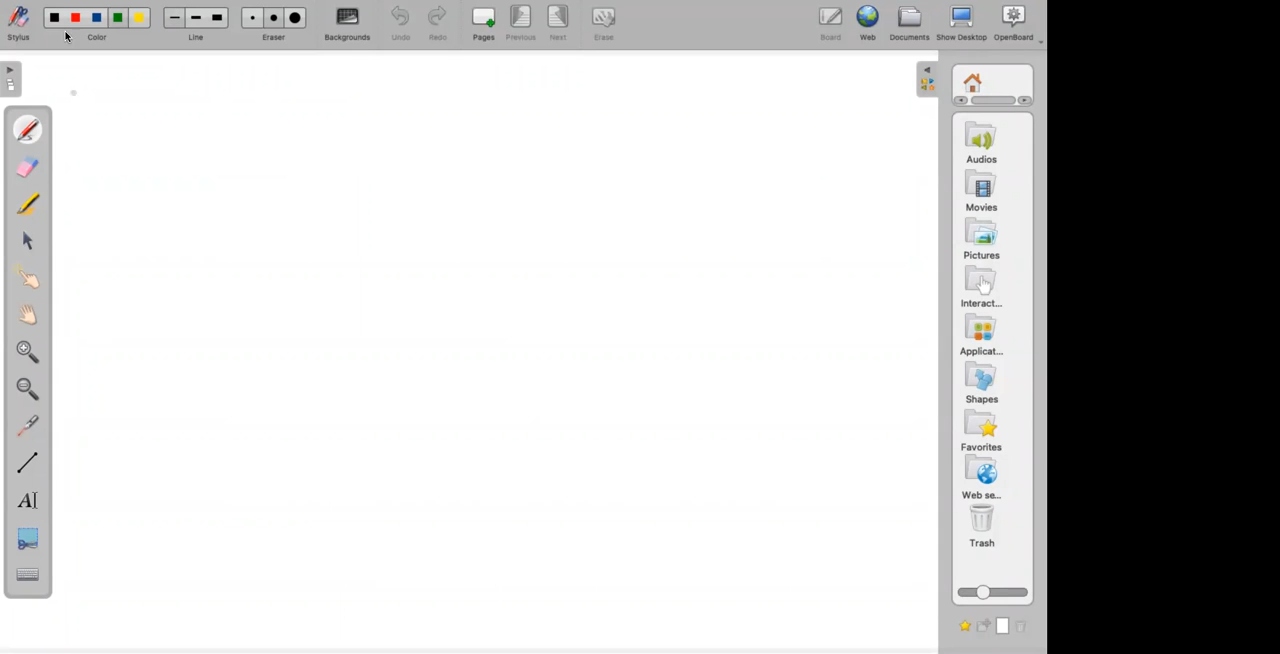 Stylus Color Line Eraser Backgrounds Undo Redo Pages Previous Next Erase Board Web Documents Show Desktop OpenBoard
Audios
Movies
Pictures
Interact...
Applicat...
Shapes
Favorites
Web se...
Trash